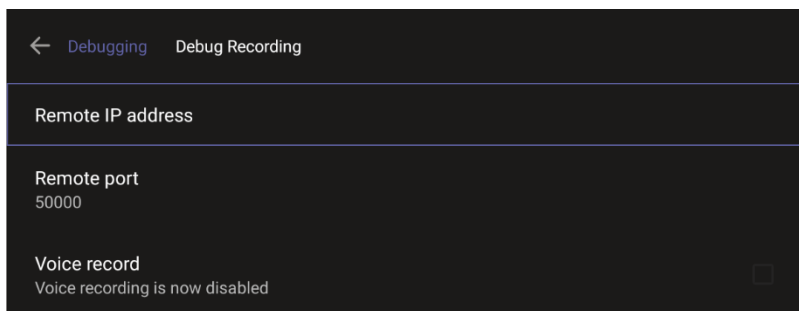 Debugging Debug Recording
Remote IP address
Remote port
50000
Voice record
Voice recording is now disabled